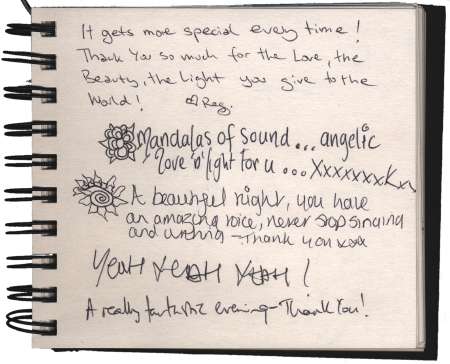 It gets more special every time!
Thank You so much for the Love, the
Beauty, the Light you give to the
World! ♡ Reg.
Mandalas of Sound... angelic
love 'n' light for u ... Xxxxxxx
A beautiful night, you have
an amazing voice, never stop singing
and writing - Thank you xxx
Yeah Yeah Yeah!
A really fantastic evening - Thank You!